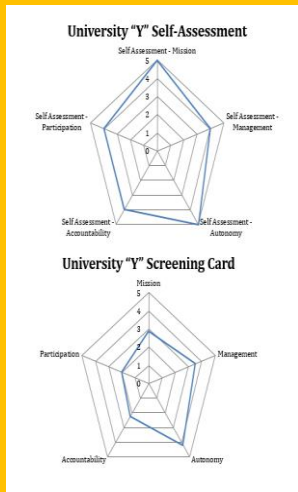 University “Y” Self-Assessment
Self Assessment - Mission
5
4
3
2
1
0
Self Assessment -
Participation
Self Assessment -
Management
Self Assessment -
Accountability
Self Assessment -
Autonomy
University “Y” Screening Card
Mission
5
4
3
2
1
0
Participation
Management
Accountability
Autonomy